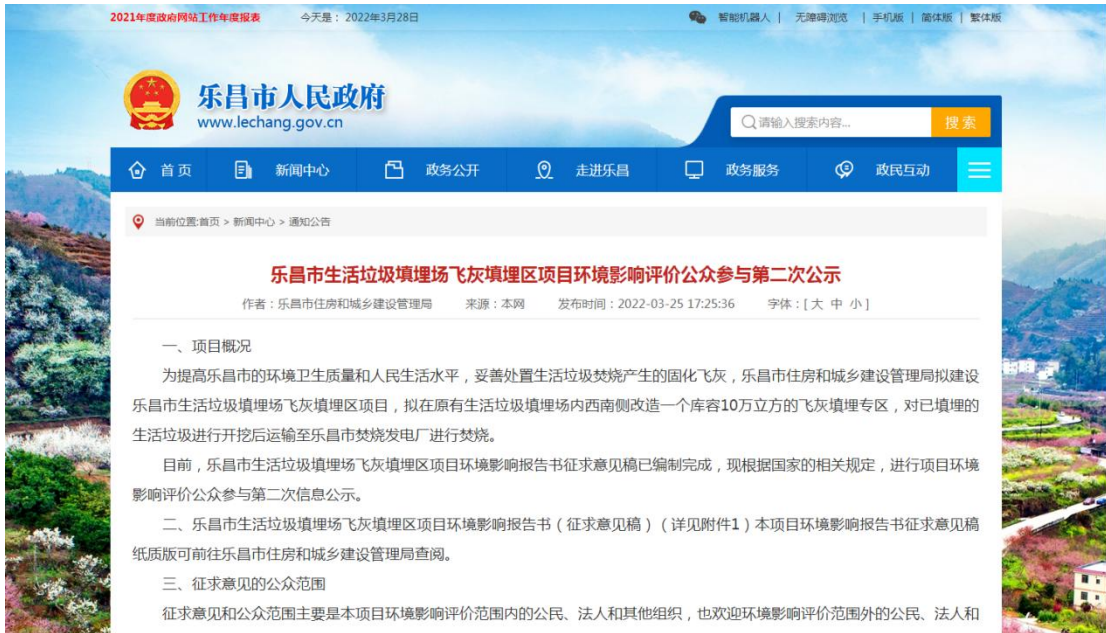 2021年度政府网站工作年度报表 今天是： 2022年3月28日 智能机器人 | 无障碍浏览 | 手机版 | 简体版 | 繁体版
乐昌市人民政府
www.lechang.gov.cn
请输入搜索内容... 搜索
首页 新闻中心 政务公开 走进乐昌 政务服务 政民互动
当前位置:首页 > 新闻中心 > 通知公告
乐昌市生活垃圾填埋场飞灰填埋区项目环境影响评价公众参与第二次公示
作者：乐昌市住房和城乡建设管理局 来源：本网 发布时间：2022-03-25 17:25:36 字体：[ 大 中 小 ]
一、项目概况
为提高乐昌市的环境卫生质量和人民生活水平，妥善处置生活垃圾焚烧产生的固化飞灰，乐昌市住房和城乡建设管理局拟建设
乐昌市生活垃圾填埋场飞灰填埋区项目，拟在原有生活垃圾填埋场内西南侧改造一个库容10万立方的飞灰填埋专区，对已填埋的
生活垃圾进行开挖后运输至乐昌市焚烧发电厂进行焚烧。
目前，乐昌市生活垃圾填埋场飞灰填埋区项目环境影响报告书征求意见稿已编制完成，现根据国家的相关规定，进行项目环境
影响评价公众参与第二次信息公示。
二、乐昌市生活垃圾填埋场飞灰填埋区项目环境影响报告书（征求意见稿）（详见附件1）本项目环境影响报告书征求意见稿
纸质版可前往乐昌市住房和城乡建设管理局查阅。
三、征求意见的公众范围
征求意见和公众范围主要是本项目环境影响评价范围内的公民、法人和其他组织，也欢迎环境影响评价范围外的公民、法人和